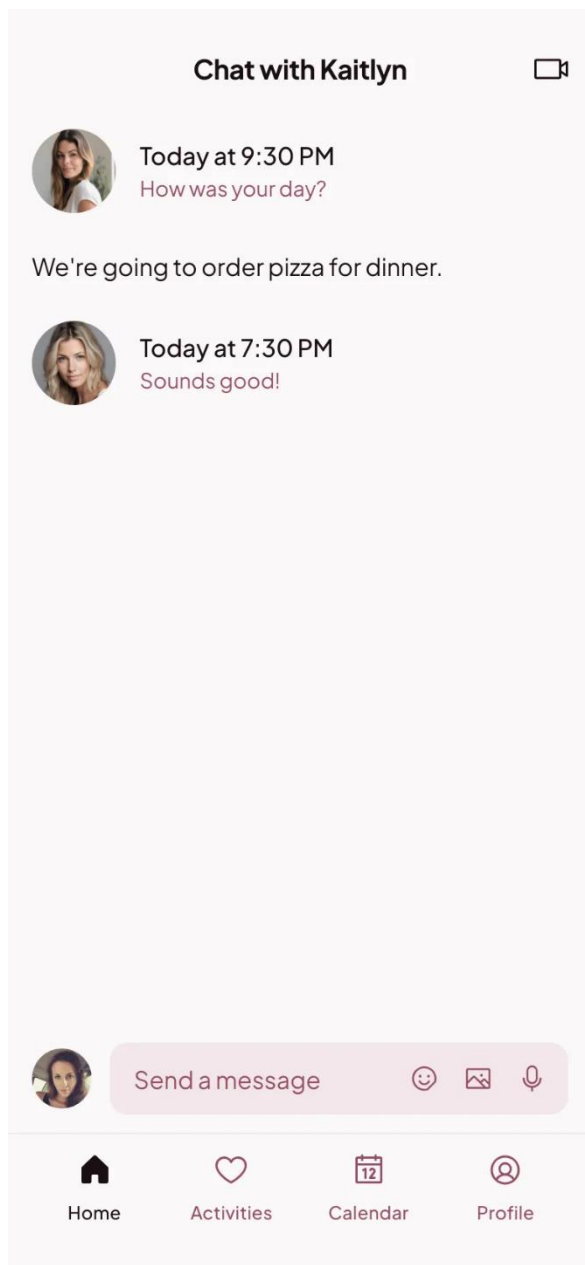 Chat with Kaitlyn
Today at 9:30 PM
How was your day?
We're going to order pizza for dinner.
Today at 7:30 PM
Sounds good!
Send a message
12
Home Activities Calendar Profile